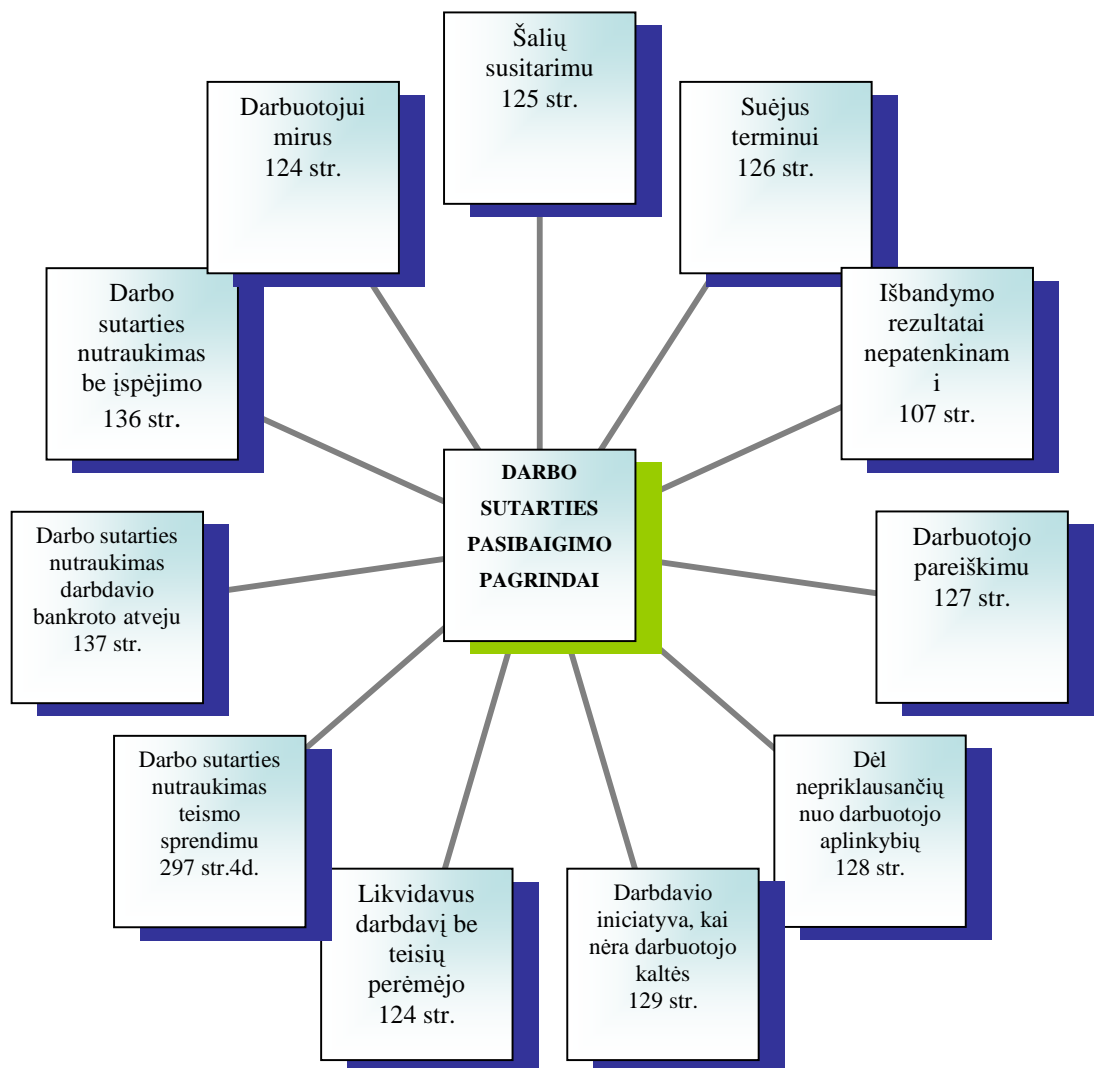 Šalių
susitarimu
125 str.
Suėjus
terminui
126 str.
Išbandymo
rezultatai
nepatenkinam
i
107 str.
Darbuotojo
pareiškimu
127 str.
Dėl
nepriklausančių
nuo darbuotojo
aplinkybių
128 str.
Darbdavio
iniciatyva, kai
nėra darbuotojo
kaltės
129 str.
Likvidavus
darbdavį be
teisių
perėmėjo
124 str.
Darbo sutarties
nutraukimas
teismo
sprendimu
297 str.4d.
Darbo sutarties
nutraukimas
darbdavio
bankroto atveju
137 str.
Darbo
sutarties
nutraukimas
be įspėjimo
136 str.
Darbuotojui
mirus
124 str.
DARBO
SUTARTIES
PASIBAIGIMO
PAGRINDAI